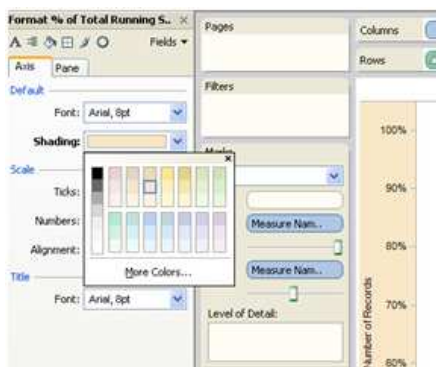 Format % of Total Running S..
Fields
Axis
Pane
Default
Font: Arial, 8pt
Shading:
Scale
Ticks:
Numbers:
Alignment:
More Colors...
Title
Font: Arial, 8pt
Pages
Filters
Marks
Measure Nam..
Measure Nam..
Level of Detail:
Columns
Rows
100%
90%
80%
70%
60%
Number of Records